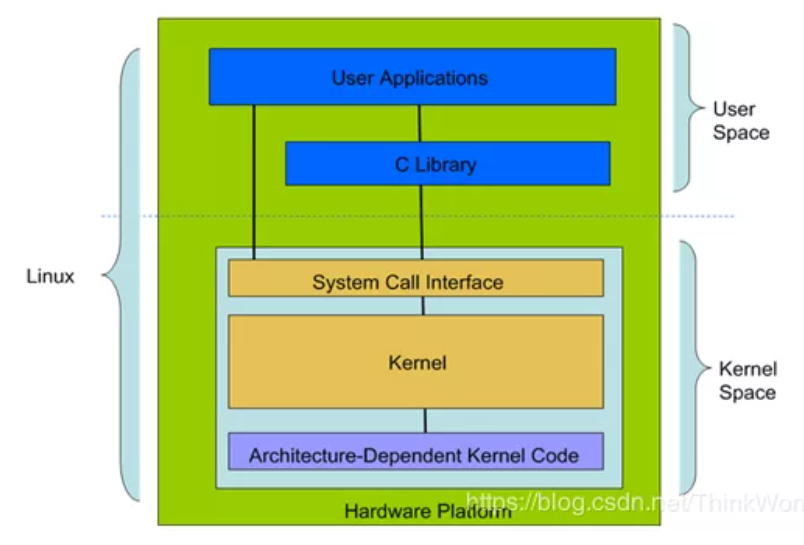 User Applications
User
Space
C Library
Linux
System Call Interface
Kernel
Kernel
Space
Architecture-Dependent Kernel Code
https://blog.csdn.net/ThinkWon
Hardware Platform